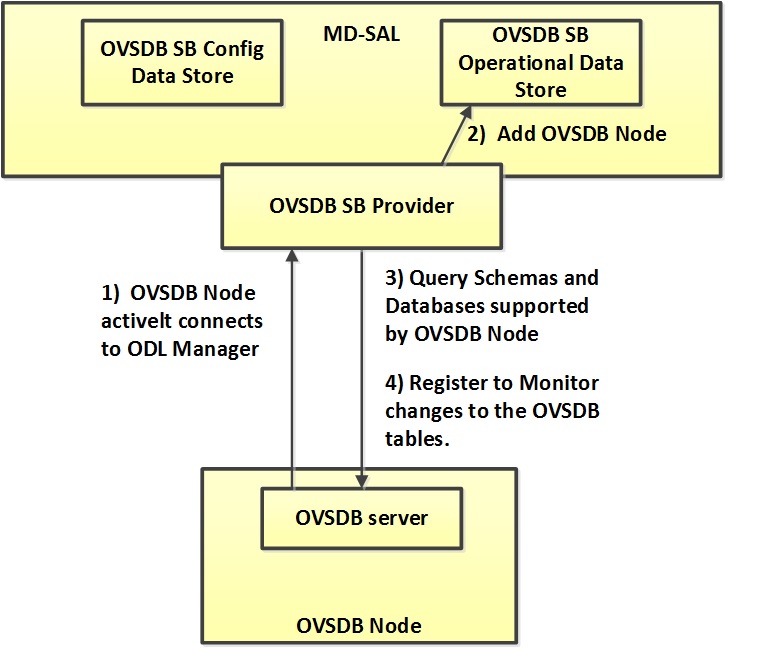 MD-SAL
OVSDB SB Config
Data Store
OVSDB SB
Operational Data
Store
2) Add OVSDB Node
OVSDB SB Provider
1) OVSDB Node
activelt connects
to ODL Manager
3) Query Schemas and
Databases supported
by OVSDB Node
4) Register to Monitor
changes to the OVSDB
tables.
OVSDB server
OVSDB Node